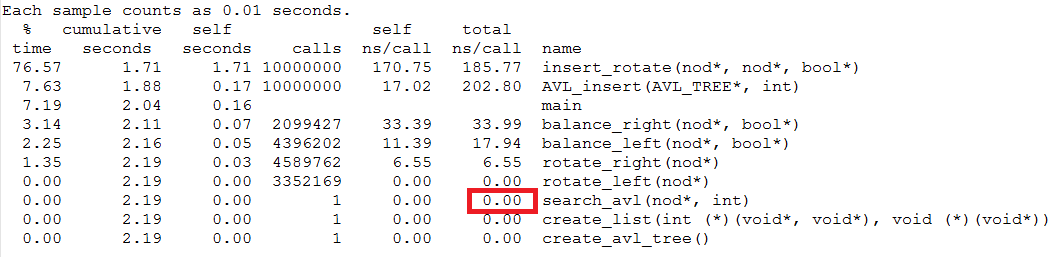 Each sample counts as 0.01 seconds.
% cumulative self self total
time seconds seconds calls ns/call ns/call name
76.57 1.71 1.71 10000000 170.75 185.77 insert_rotate(nod*, nod*, bool*)
7.63 1.88 0.17 10000000 17.02 202.80 AVL_insert(AVL_TREE*, int)
7.19 2.04 0.16 main
3.14 2.11 0.07 2099427 33.39 33.99 balance_right(nod*, bool*)
2.25 2.16 0.05 4396202 11.39 17.94 balance_left(nod*, bool*)
1.35 2.19 0.03 4589762 6.55 6.55 rotate_right(nod*)
0.00 2.19 0.00 3352169 0.00 0.00 rotate_left(nod*)
0.00 2.19 0.00 1 0.00 0.00 search_avl(nod*, int)
0.00 2.19 0.00 1 0.00 0.00 create_list(int (*)(void*, void*), void (*)(void*))
0.00 2.19 0.00 1 0.00 0.00 create_avl_tree()